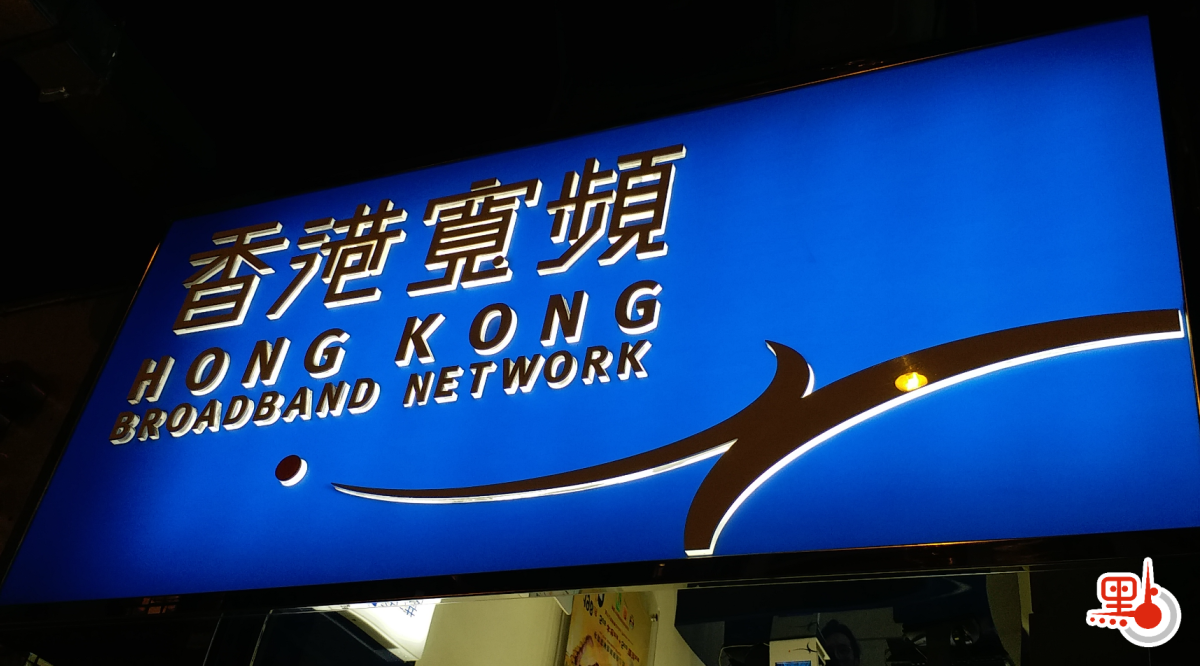 香港寬頻
HONG KONG
BROADBAND NETWORK